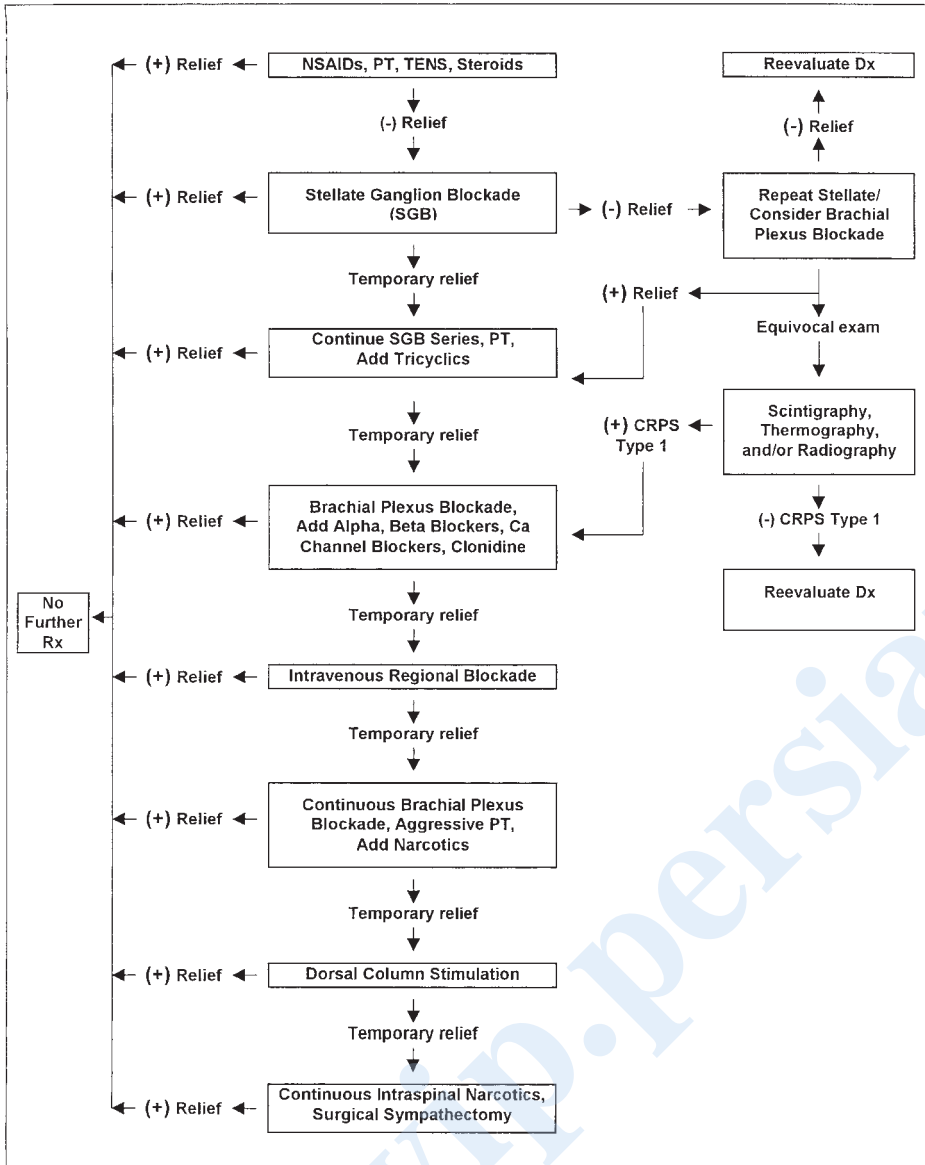 (+) Relief
NSAIDs, PT, TENS, Steroids
Reevaluate Dx
(-) Relief
(-) Relief
(+) Relief
Stellate Ganglion Blockade
(SGB)
(-) Relief
Repeat Stellate/
Consider Brachial
Plexus Blockade
Temporary relief
(+) Relief
Equivocal exam
(+) Relief
Continue SGB Series, PT,
Add Tricyclics
Temporary relief
(+) CRPS
Type 1
Scintigraphy,
Thermography,
and/or Radiography
(+) Relief
Brachial Plexus Blockade,
Add Alpha, Beta Blockers, Ca
Channel Blockers, Clonidine
(-) CRPS Type 1
Reevaluate Dx
No
Further
Rx
Temporary relief
(+) Relief
Intravenous Regional Blockade
Temporary relief
(+) Relief
Continuous Brachial Plexus
Blockade, Aggressive PT,
Add Narcotics
Temporary relief
(+) Relief
Dorsal Column Stimulation
Temporary relief
(+) Relief
Continuous Intraspinal Narcotics,
Surgical Sympathectomy
vip.persia